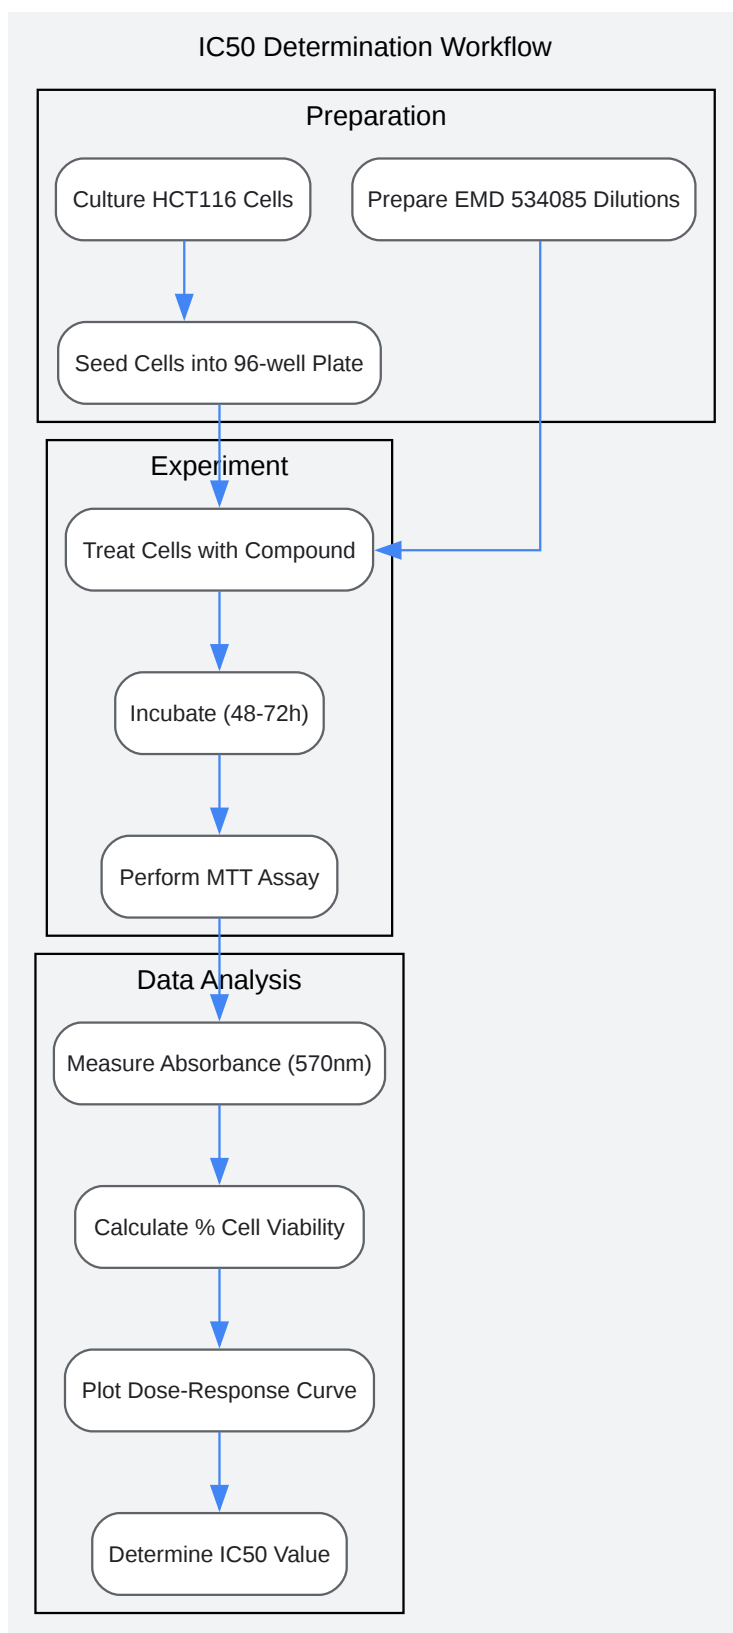 IC50 Determination Workflow
Preparation
Culture HCT116 Cells
Prepare EMD 534085 Dilutions
Seed Cells into 96-well Plate
Experiment
Treat Cells with Compound
Incubate (48-72h)
Perform MTT Assay
Data Analysis
Measure Absorbance (570nm)
Calculate % Cell Viability
Plot Dose-Response Curve
Determine IC50 Value